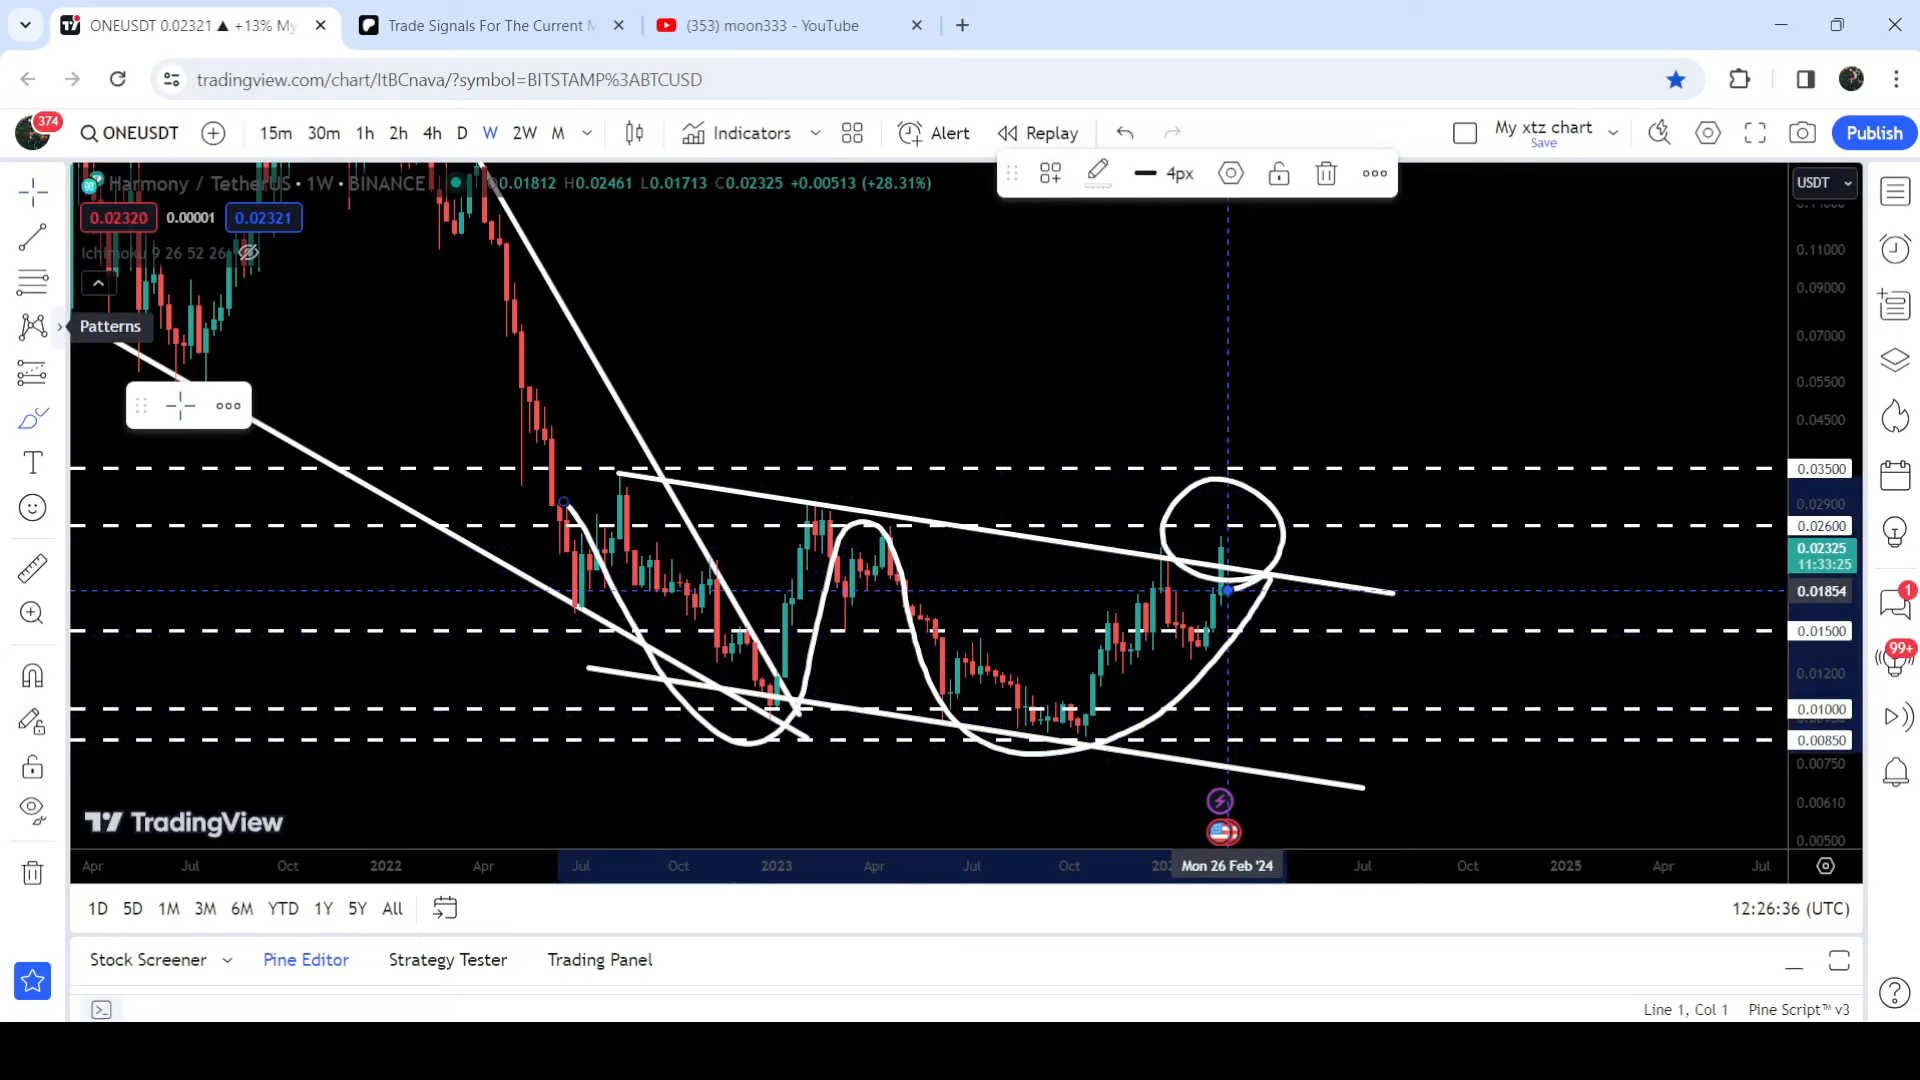 ONEUSDT 0.02321 ▲ +13% My
Trade Signals For The Current M
(353) moon333 - YouTube
tradingview.com/chart/ItBCnava/?symbol=BITSTAMP%3ABTCUSD
374
ONEUSDT
15m 30m 1h 2h 4h D W 2W M
Indicators
Alert
Replay
My xtz chart
Save
Publish
4px
Harmony / TetherUS · 1W · BINANCE
0.01812 H0.02461 L0.01713 C0.02325 +0.00513 (+28.31%)
0.02320 0.00001 0.02321
Ichimoku 9 26 52 26
Patterns
USDT
0.11000
0.09000
0.07000
0.05500
0.04500
0.03500
0.02900
0.02600
0.02325
11:33:25
0.01854
0.01500
0.01200
0.01000
0.00850
0.00750
0.00610
0.00500
1
99+
TradingView
Apr Jul Oct 2022 Apr Jul Oct 2023 Apr Jul Oct 202 Mon 26 Feb '24 Jul Oct 2025 Apr Jul
1D 5D 1M 3M 6M YTD 1Y 5Y All
12:26:36 (UTC)
Stock Screener Pine Editor Strategy Tester Trading Panel
Line 1, Col 1 Pine Script™ v3